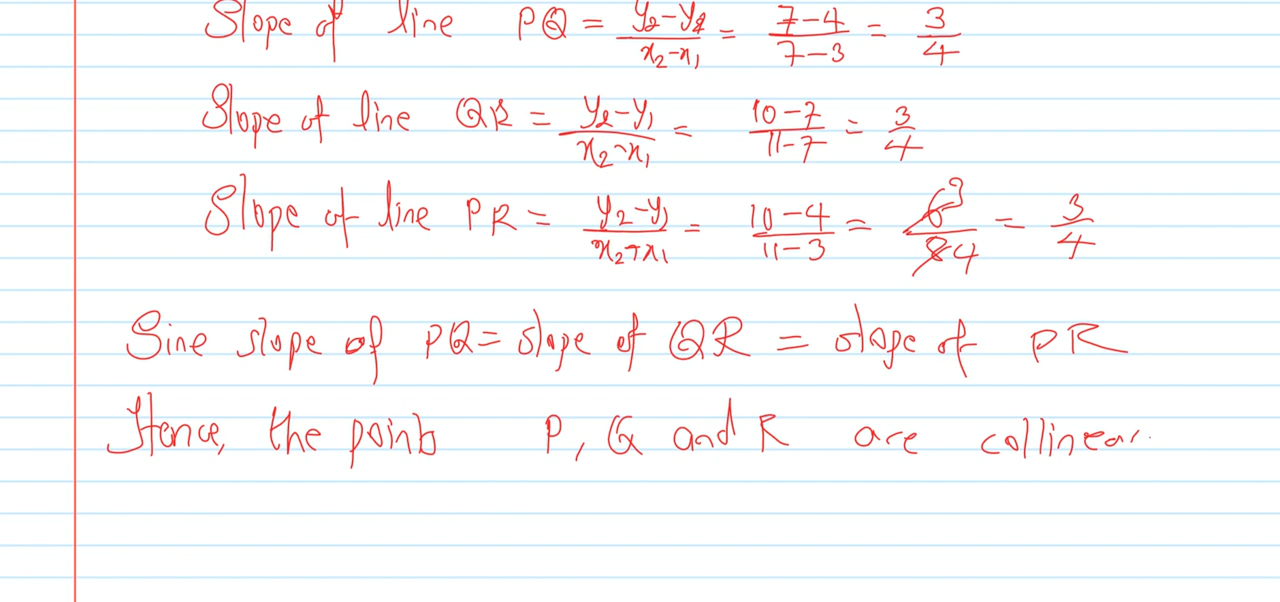 Slope of line PQ = y₂-y₁/x₂-x₁ = 7-4/7-3 = 3/4
Slope of line QR = y₂-y₁/x₂-x₁ = 10-7/11-7 = 3/4
Slope of line PR = y₂-y₁/x₂-x₁ = 10-4/11-3 = 6 3/8 4 = 3/4
Sine slope of PQ = slope of QR = slope of PR
Hence, the points P, Q and R are collinear.